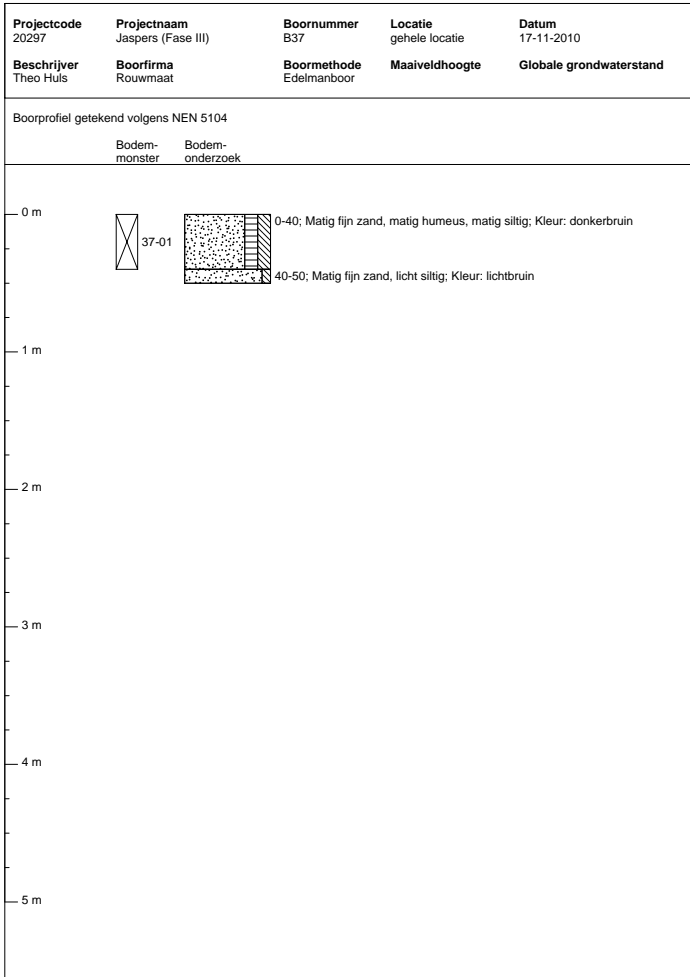 Projectcode Projectnaam Boornummer Locatie Datum
20297 Jaspers (Fase III) B37 gehele locatie 17-11-2010
Beschrijver Boorfirma Boormethode Maaiveldhoogte Globale grondwaterstand
Theo Huls Rouwmaat Edelmanboor
Boorprofiel getekend volgens NEN 5104
Bodem- Bodem-
monster onderzoek
0 m 0-40; Matig fijn zand, matig humeus, matig siltig; Kleur: donkerbruin
37-01
40-50; Matig fijn zand, licht siltig; Kleur: lichtbruin
1 m
2 m
3 m
4 m
5 m